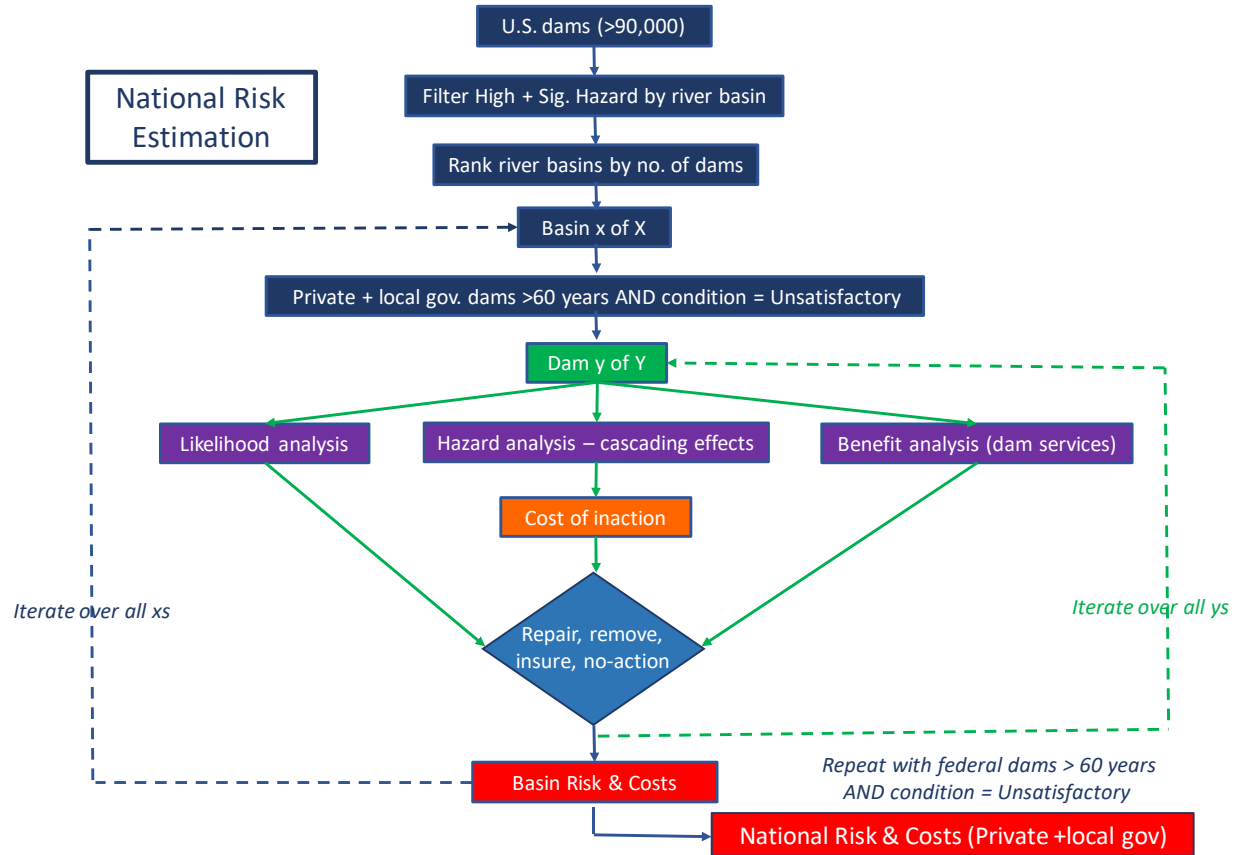 U.S. dams (>90,000)
National Risk
Estimation
Filter High + Sig. Hazard by river basin
Rank river basins by no. of dams
Basin x of X
Private + local gov. dams >60 years AND condition = Unsatisfactory
Dam y of Y
Likelihood analysis
Hazard analysis – cascading effects
Benefit analysis (dam services)
Cost of inaction
Iterate over all xs
Iterate over all ys
Repair, remove,
insure, no-action
Basin Risk & Costs
Repeat with federal dams > 60 years
AND condition = Unsatisfactory
National Risk & Costs (Private +local gov)